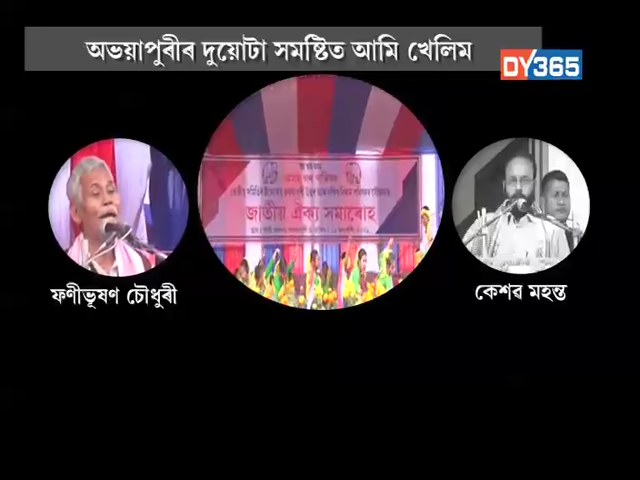 অভয়াপুৰীৰ দুয়োটা সমষ্টিত আমি খেলিম
DY365
জাতীয় ঐক্য সমাৰোহ
ফণীভূষণ চৌধুৰী
কেশৱ মহন্ত